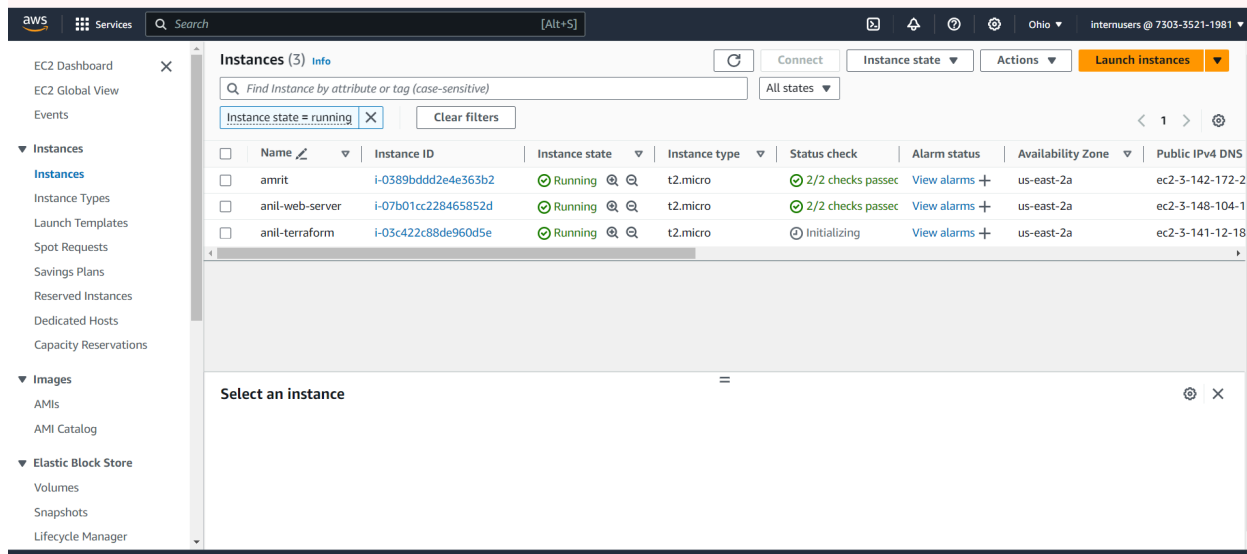 aws Services Search [Alt+S] Ohio internusers @ 7303-3521-1981
EC2 Dashboard
EC2 Global View
Events
Instances
Instances
Instance Types
Launch Templates
Spot Requests
Savings Plans
Reserved Instances
Dedicated Hosts
Capacity Reservations
Images
AMIs
AMI Catalog
Elastic Block Store
Volumes
Snapshots
Lifecycle Manager
Instances (3) Info Connect Instance state Actions Launch instances
Find Instance by attribute or tag (case-sensitive) All states
Instance state = running Clear filters
1
Name Instance ID Instance state Instance type Status check Alarm status Availability Zone Public IPv4 DNS
amrit i-0389bddd2e4e363b2 Running t2.micro 2/2 checks passec View alarms + us-east-2a ec2-3-142-172-2
anil-web-server i-07b01cc228465852d Running t2.micro 2/2 checks passec View alarms + us-east-2a ec2-3-148-104-1
anil-terraform i-03c422c88de960d5e Running t2.micro Initializing View alarms + us-east-2a ec2-3-141-12-18
Select an instance